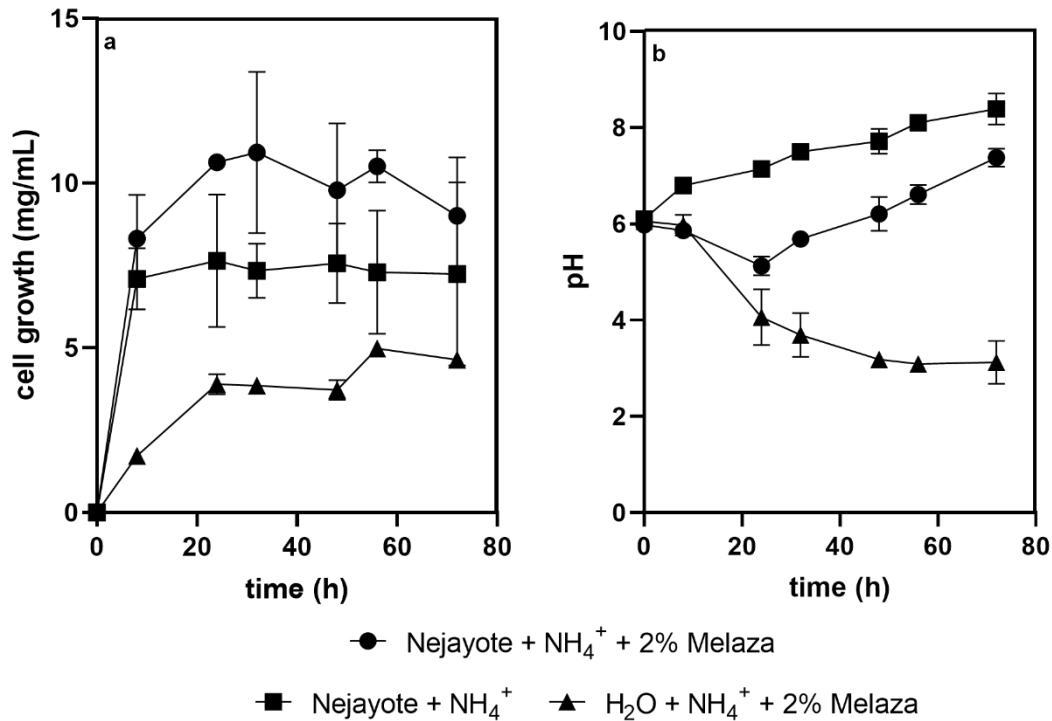 a
15
10
5
0
0 20 40 60 80
cell growth (mg/mL)
time (h)
b
10
8
6
4
2
0
0 20 40 60 80
pH
time (h)
Nejayote + NH₄⁺ + 2% Melaza
Nejayote + NH₄⁺ H₂O + NH₄⁺ + 2% Melaza